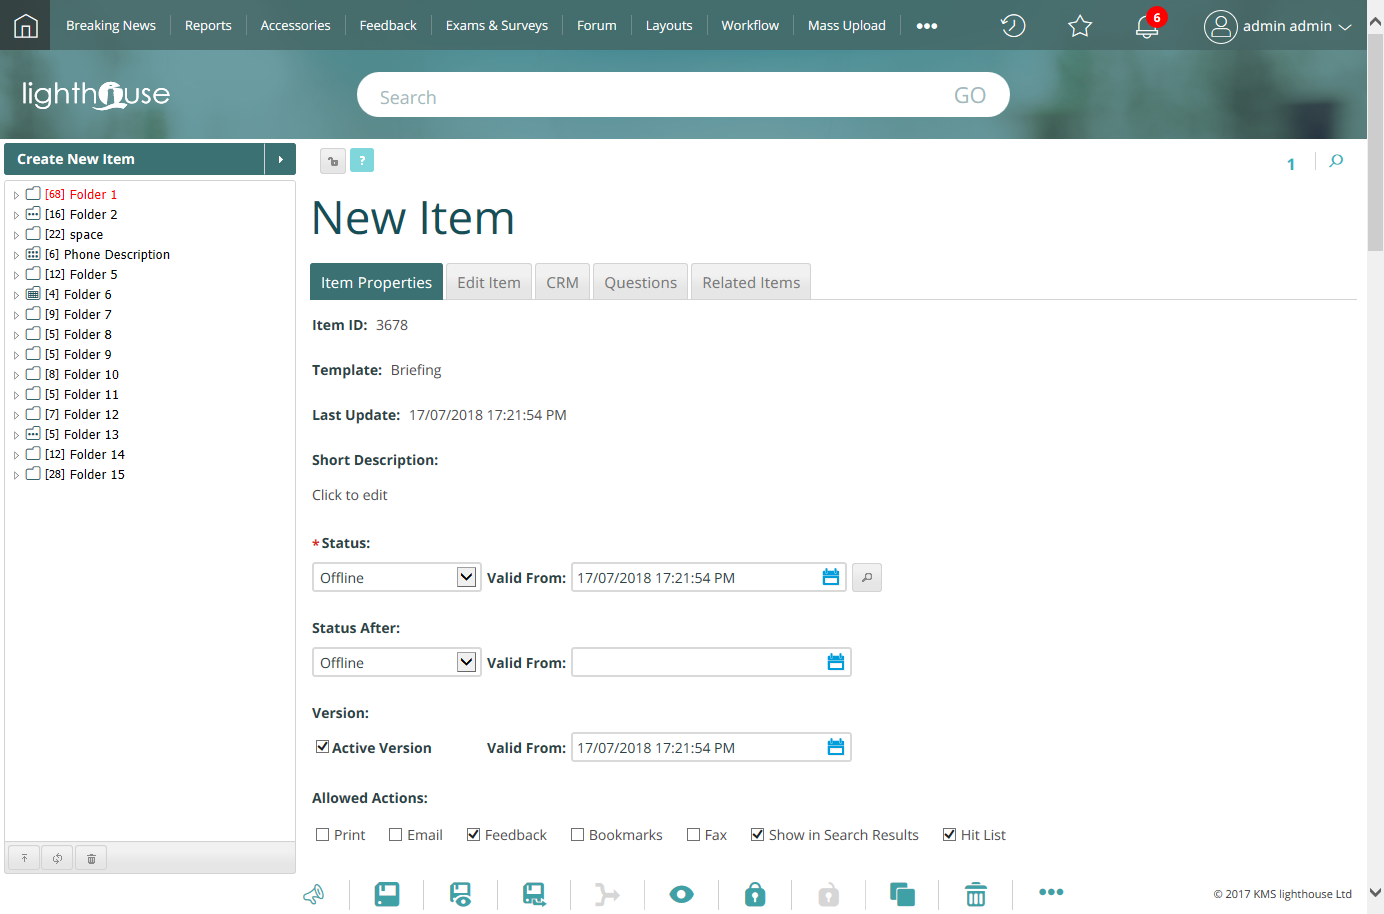 Breaking News Reports Accessories Feedback Exams & Surveys Forum Layouts Workflow Mass Upload ••• 6 admin admin
lighthouse Search GO
Create New Item
? 1
[68] Folder 1
[16] Folder 2
[22] space
[6] Phone Description
[12] Folder 5
[4] Folder 6
[9] Folder 7
[5] Folder 8
[5] Folder 9
[8] Folder 10
[5] Folder 11
[7] Folder 12
[5] Folder 13
[12] Folder 14
[28] Folder 15
New Item
Item Properties Edit Item CRM Questions Related Items
Item ID: 3678
Template: Briefing
Last Update: 17/07/2018 17:21:54 PM
Short Description:
Click to edit
*Status:
Offline Valid From: 17/07/2018 17:21:54 PM
Status After:
Offline Valid From:
Version:
Active Version Valid From: 17/07/2018 17:21:54 PM
Allowed Actions:
Print Email Feedback Bookmarks Fax Show in Search Results Hit List
© 2017 KMS lighthouse Ltd